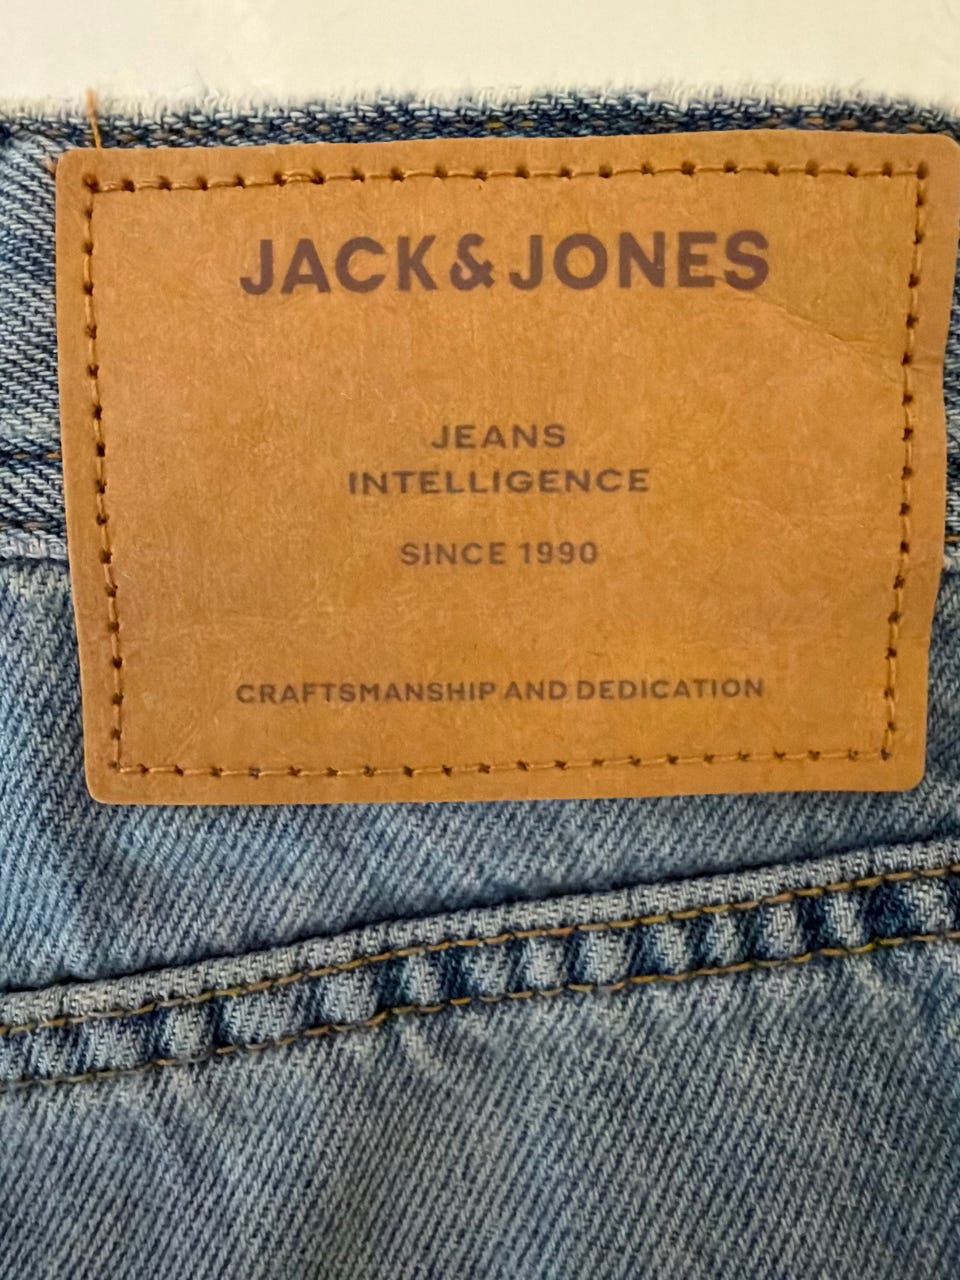 JACK&JONES
JEANS
INTELLIGENCE
SINCE 1990
CRAFTSMANSHIP AND DEDICATION